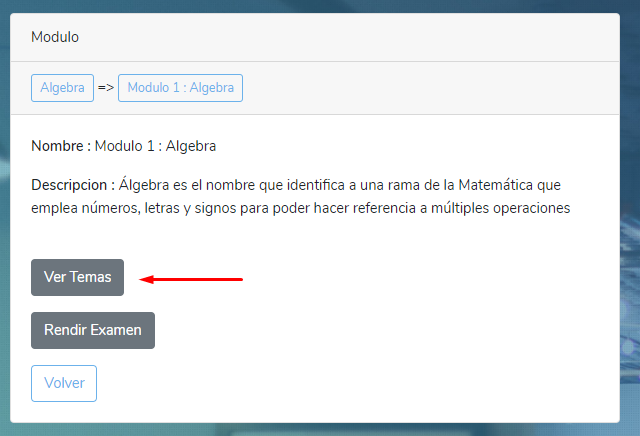 Modulo
Algebra => Modulo 1 : Algebra
Nombre : Modulo 1 : Algebra
Descripcion : Álgebra es el nombre que identifica a una rama de la Matemática que
emplea números, letras y signos para poder hacer referencia a múltiples operaciones
Ver Temas
Rendir Examen
Volver